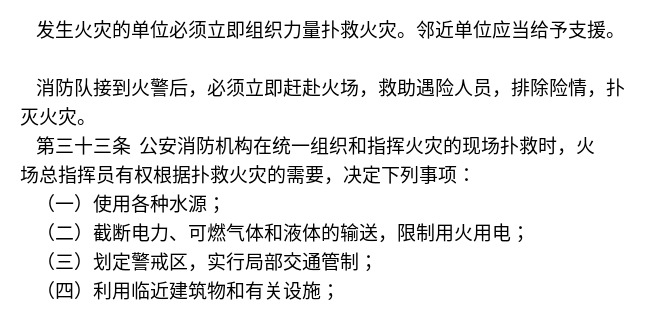 发生火灾的单位必须立即组织力量扑救火灾。邻近单位应当给予支援。
消防队接到火警后，必须立即赶赴火场，救助遇险人员，排除险情，扑
灭火灾。
第三十三条 公安消防机构在统一组织和指挥火灾的现场扑救时，火
场总指挥员有权根据扑救火灾的需要，决定下列事项：
（一）使用各种水源；
（二）截断电力、可燃气体和液体的输送，限制用火用电；
（三）划定警戒区，实行局部交通管制；
（四）利用临近建筑物和有关设施；